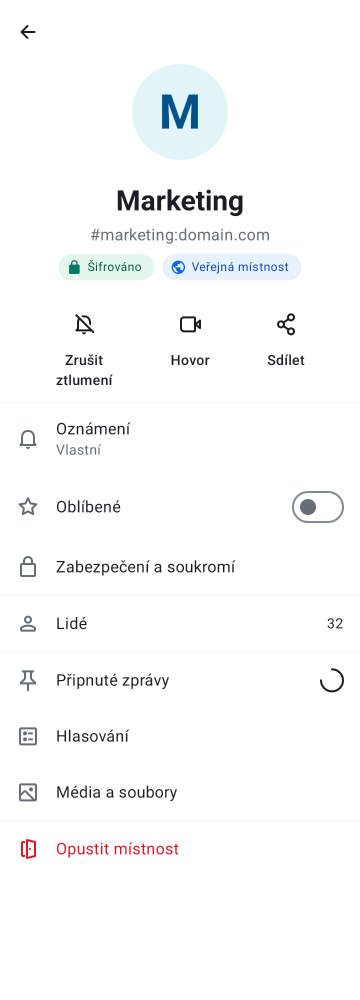 M
Marketing
#marketing:domain.com
Šifrováno
Veřejná místnost
Zrušit
ztlumení
Hovor
Sdílet
Oznámení
Vlastní
Oblíbené
Zabezpečení a soukromí
Lidé
32
Připnuté zprávy
Hlasování
Média a soubory
Opustit místnost